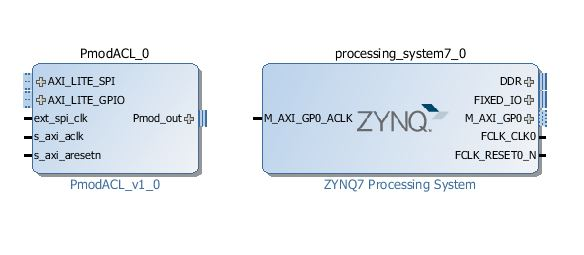 PmodACL_0
AXI_LITE_SPI
AXI_LITE_GPIO
ext_spi_clk
Pmod_out
s_axi_aclk
s_axi_aresetn
PmodACL_v1_0
processing_system7_0
DDR
FIXED_IO
M_AXI_GP0_ACLK
ZYNQ
M_AXI_GP0
FCLK_CLK0
FCLK_RESET0_N
ZYNQ7 Processing System